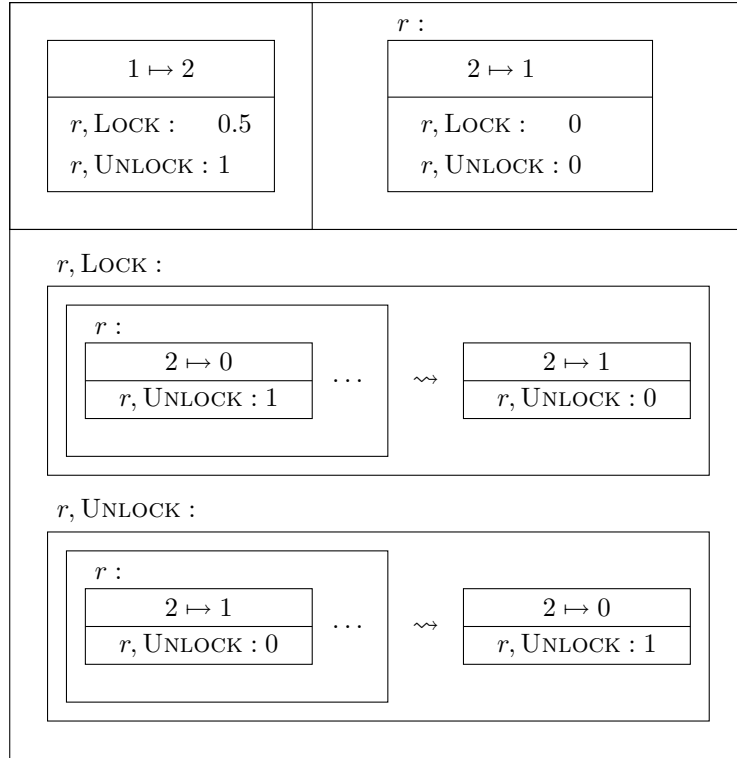 1 ↦ 2
r, LOCK : 0.5
r, UNLOCK : 1
r :
2 ↦ 1
r, LOCK : 0
r, UNLOCK : 0
r, LOCK :
r :
2 ↦ 0
r, UNLOCK : 1
··· ⇝
2 ↦ 1
r, UNLOCK : 0
r, UNLOCK :
r :
2 ↦ 1
r, UNLOCK : 0
··· ⇝
2 ↦ 0
r, UNLOCK : 1